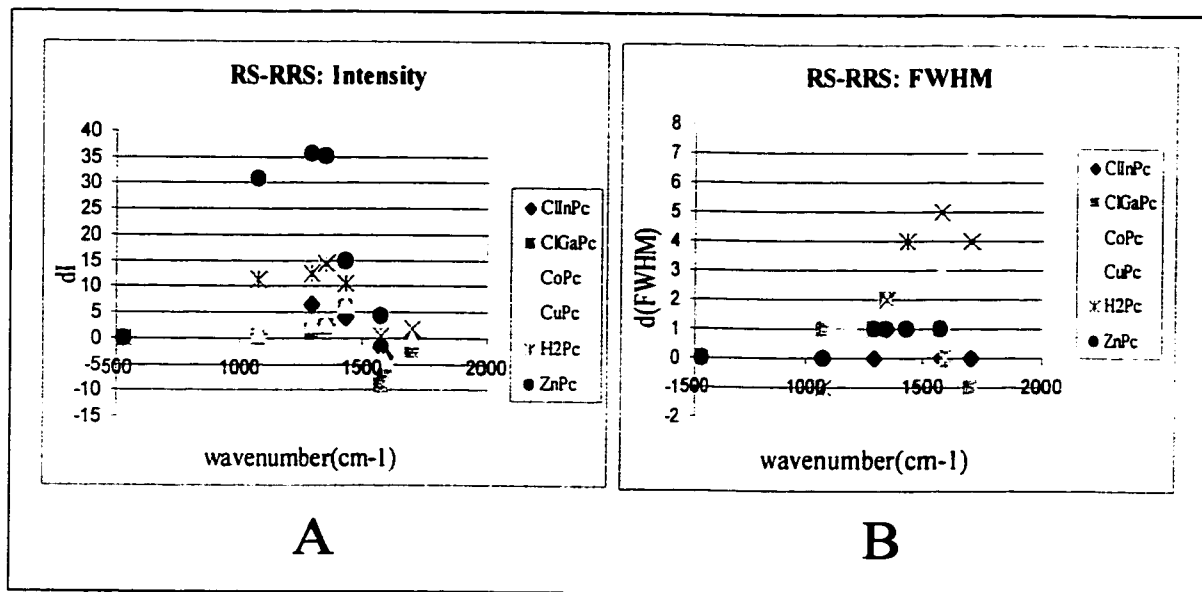 RS-RRS: Intensity
dI
40
35
30
25
20
15
10
5
0
-5
-10
-15
500
1000
1500
2000
wavenumber(cm-1)
ClInPc
ClGaPc
CoPc
CuPc
H2Pc
ZnPc
A
RS-RRS: FWHM
d(FWHM)
8
7
6
5
4
3
2
1
0
-1
-2
500
1000
1500
2000
wavenumber(cm-1)
ClInPc
ClGaPc
CoPc
CuPc
H2Pc
ZnPc
B